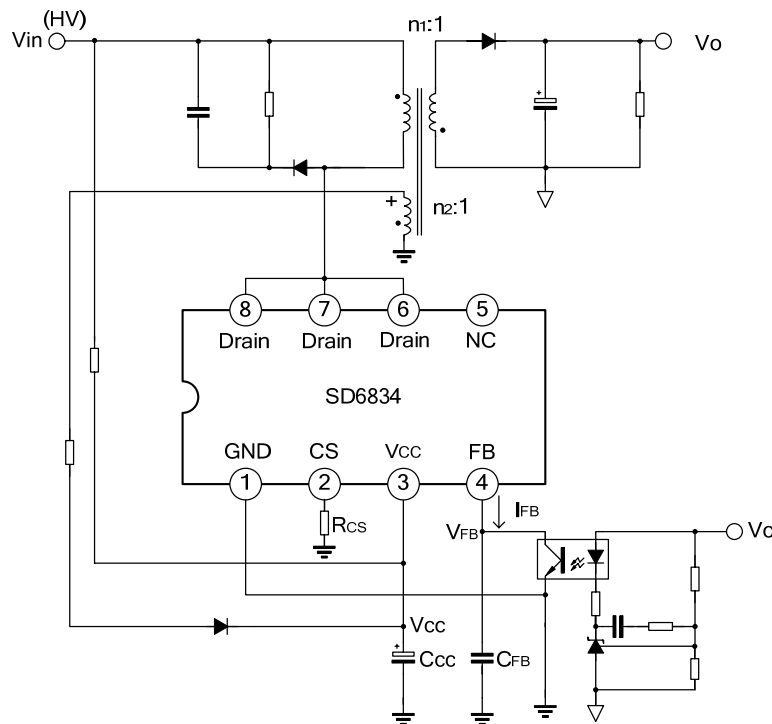 (HV)
Vin
n1:1
Vo
+
+
n2:1
8
7
6
5
Drain
Drain
Drain
NC
SD6834
GND
CS
VCC
FB
1
2
3
4
IFB
RCS
VFB
Vo
Vcc
+
CCC
CFB